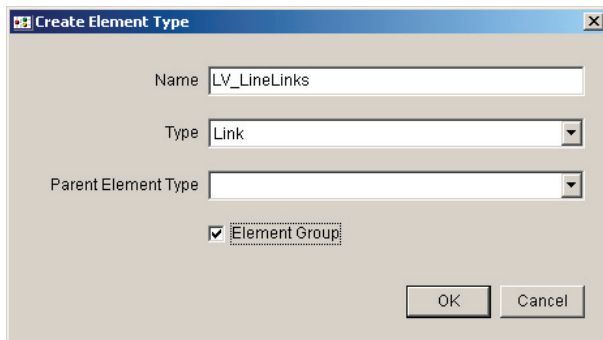 Create Element Type
Name LV_LineLinks
Type Link
Parent Element Type
Element Group
OK Cancel